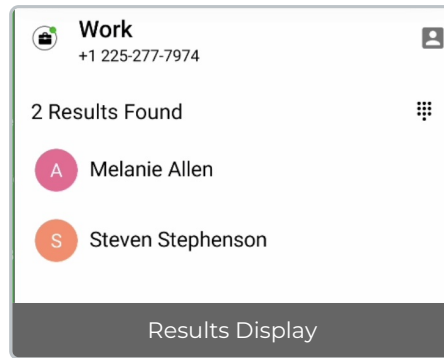 Work
+1 225-277-7974
2 Results Found
A
Melanie Allen
S
Steven Stephenson
Results Display